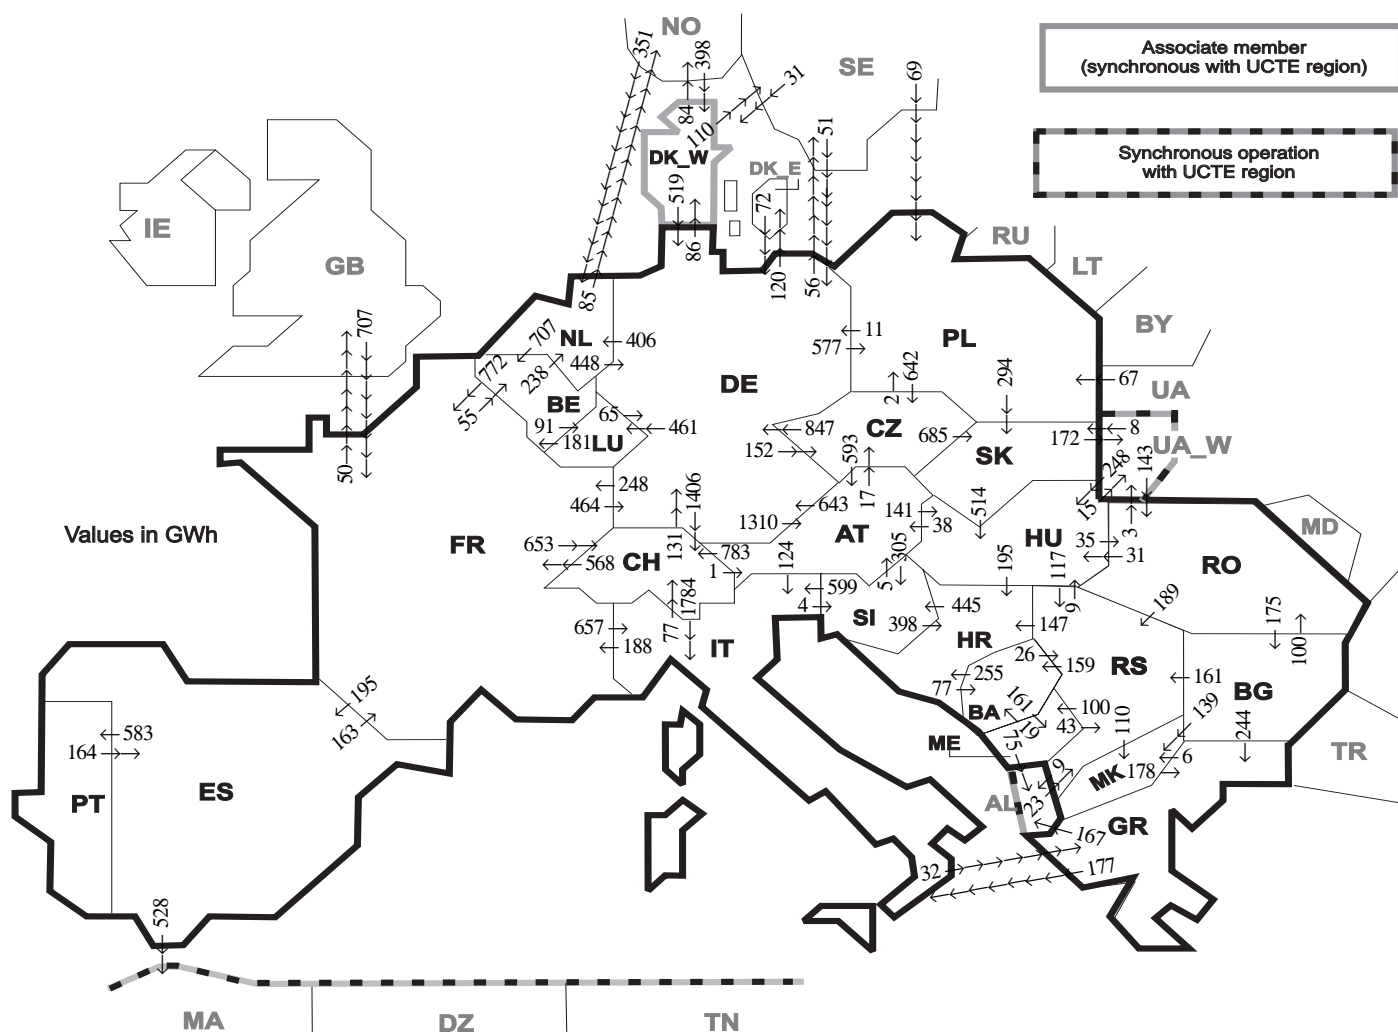 NO
351
398
31
SE
69
Associate member
(synchronous with UCTE region)
84
110
51
DK_W
DK_E
Synchronous operation
with UCTE region
IE
GB
519
86
72
120
56
RU
LT
BY
85
707
NL
707
406
448
11
577
PL
DE
772
238
55
BE
65
91
181
LU
461
642
2
294
67
UA
847
CZ
685
152
593
SK
172
8
UA_W
50
248
464
1406
643
17
141
514
248
143
15
3
Values in GWh
FR
653
568
CH
131
783
1
1310
124
AT
38
305
5
HU
35
31
195
117
9
RO
MD
599
4
SI
398
445
1784
77
657
188
IT
HR
147
189
175
100
26
159
RS
161
BG
195
163
255
77
BA
161
19
100
43
110
139
244
583
164
ME
75
6
178
MK
TR
PT
ES
AL
9
23
GR
167
32
177
528
MA
DZ
TN